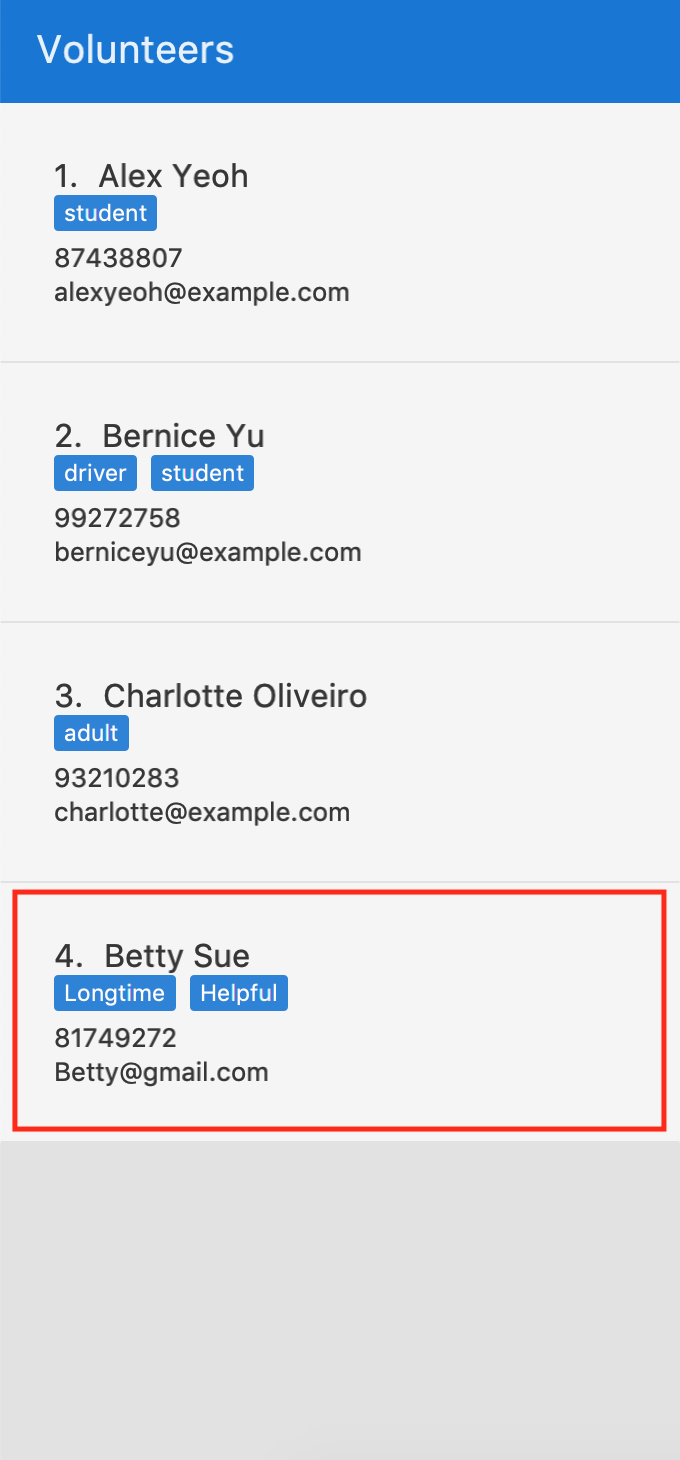 Volunteers
1. Alex Yeoh
student
87438807
alexyeoh@example.com
2. Bernice Yu
driver student
99272758
berniceyu@example.com
3. Charlotte Oliveiro
adult
93210283
charlotte@example.com
4. Betty Sue
Longtime Helpful
81749272
Betty@gmail.com